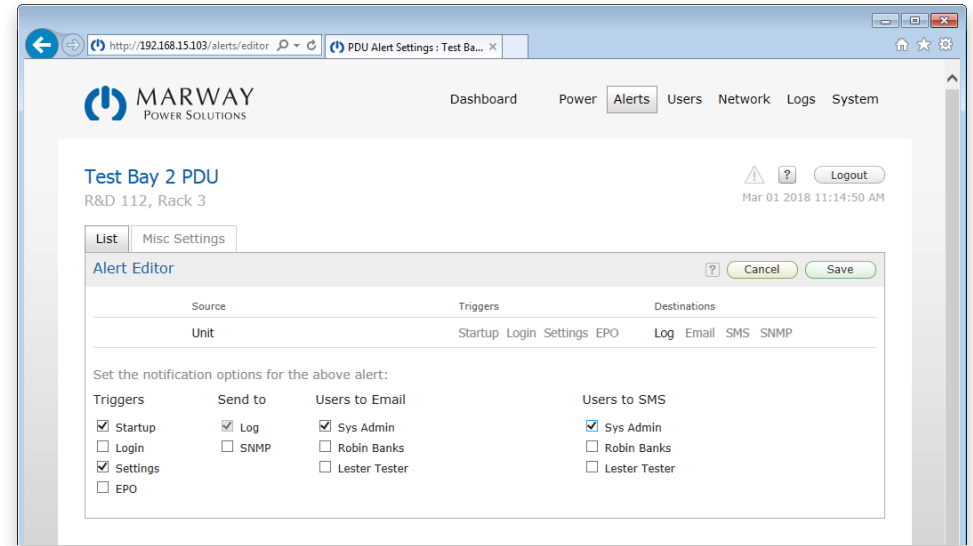 http://192.168.15.103/alerts/editor
PDU Alert Settings : Test Ba...
MARWAY
POWER SOLUTIONS
Dashboard Power Alerts Users Network Logs System
Test Bay 2 PDU
? Logout
R&D 112, Rack 3
Mar 01 2018 11:14:50 AM
List Misc Settings
Alert Editor
? Cancel Save
Source Triggers Destinations
Unit Startup Login Settings EPO Log Email SMS SNMP
Set the notification options for the above alert:
Triggers Send to Users to Email Users to SMS
Startup Log Sys Admin Sys Admin
Login SNMP Robin Banks Robin Banks
Settings Lester Tester Lester Tester
EPO